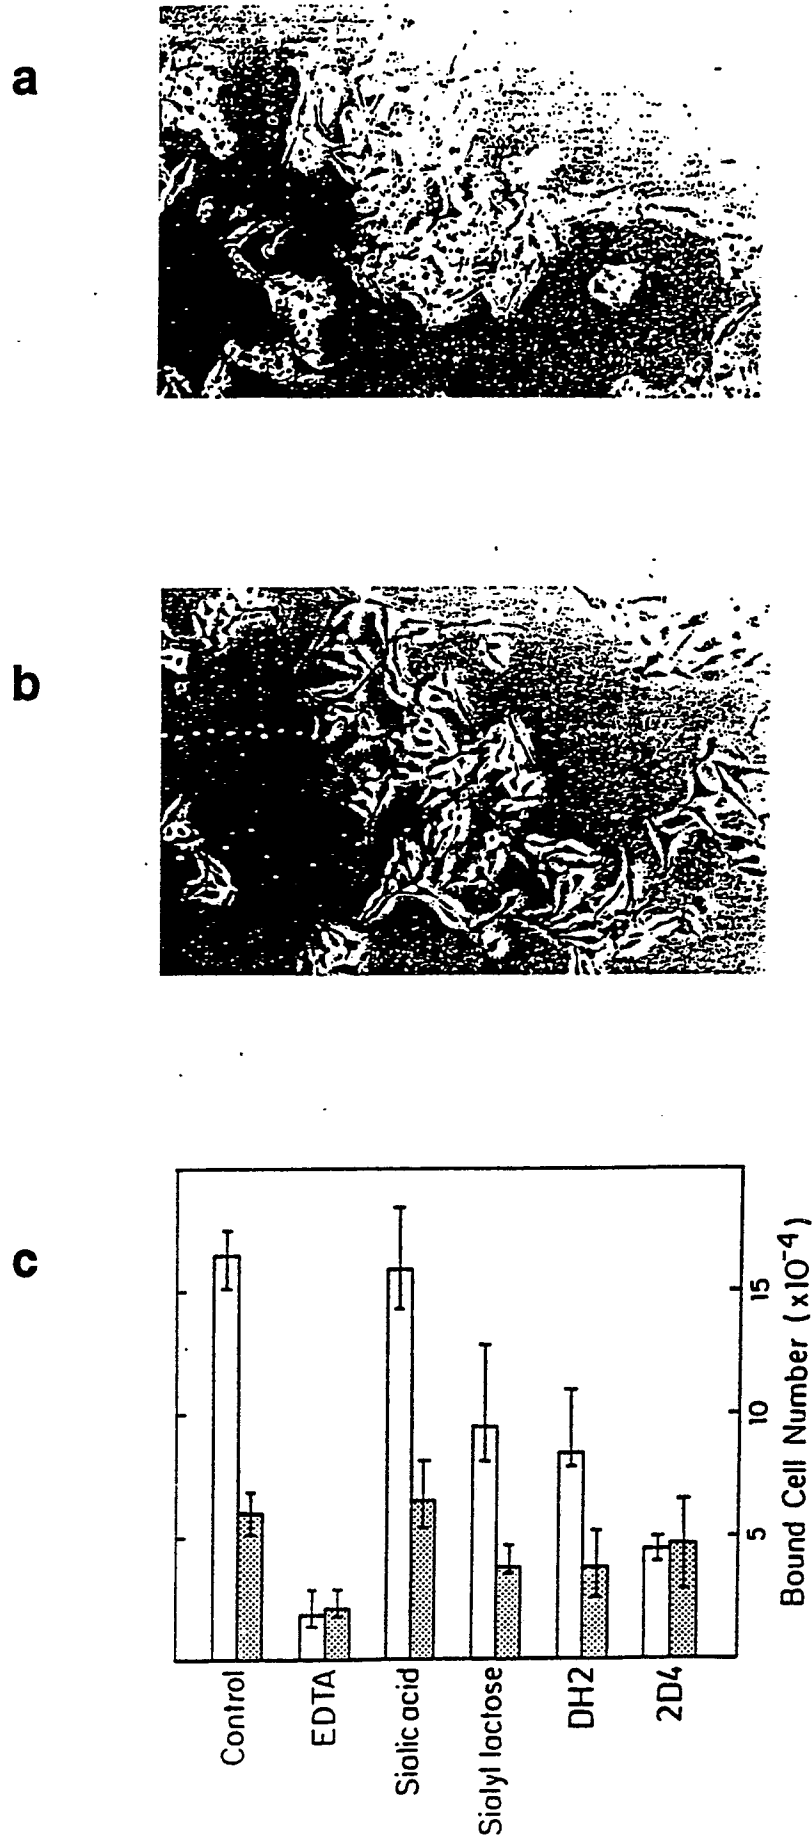 a
b
c
15
10
5
Bound Cell Number (x10⁻⁴)
Control
EDTA
Sialic acid
Sialyl lactose
DH2
2D4